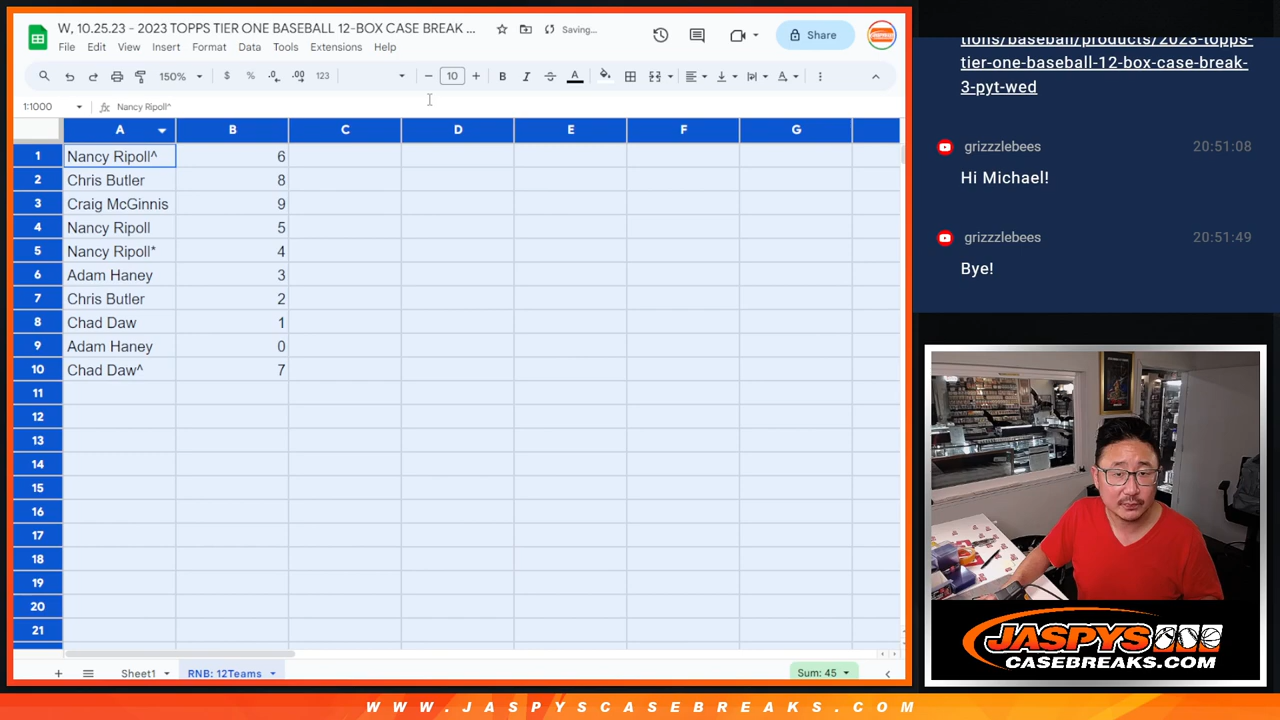 W, 10.25.23 - 2023 TOPPS TIER ONE BASEBALL 12-BOX CASE BREAK ...
Saving...
File Edit View Insert Format Data Tools Extensions Help
Share
150% $ % .0 .00 123 10 B I A
1:1000 fx Nancy Ripoll^
A B C D E F G
1 Nancy Ripoll^ 6
2 Chris Butler 8
3 Craig McGinnis 9
4 Nancy Ripoll 5
5 Nancy Ripoll* 4
6 Adam Haney 3
7 Chris Butler 2
8 Chad Daw 1
9 Adam Haney 0
10 Chad Daw^ 7
11
12
13
14
15
16
17
18
19
20
21
Sheet1 RNB: 12Teams Sum: 45
tions/baseball/products/2023-topps-
tier-one-baseball-12-box-case-break-
3-pyt-wed
grizzzlebees 20:51:08
Hi Michael!
grizzzlebees 20:51:49
Bye!
JASPYS
CASEBREAKS.COM
WWW.JASPYSCASEBREAKS.COM